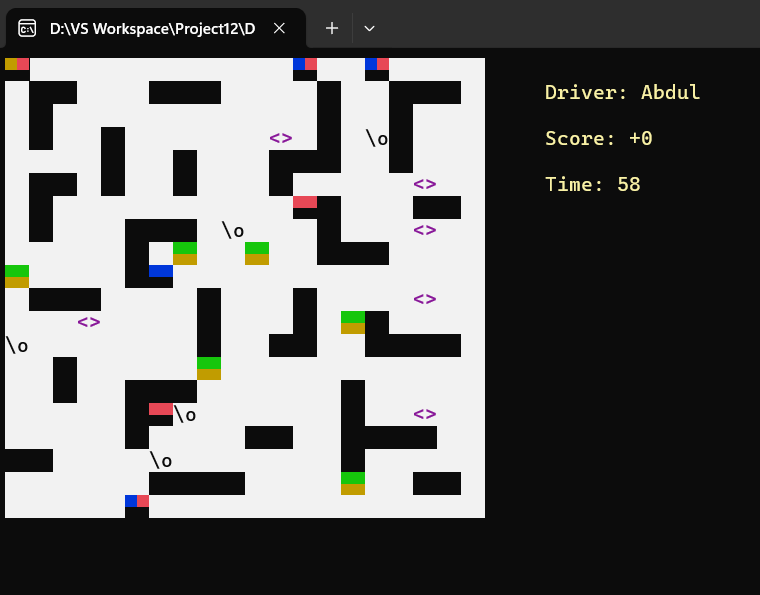 D:\VS Workspace\Project12\D
Driver: Abdul
<> \o
Score: +0
<>
Time: 58
\o <>
<>
<>
\o
\o <>
\o